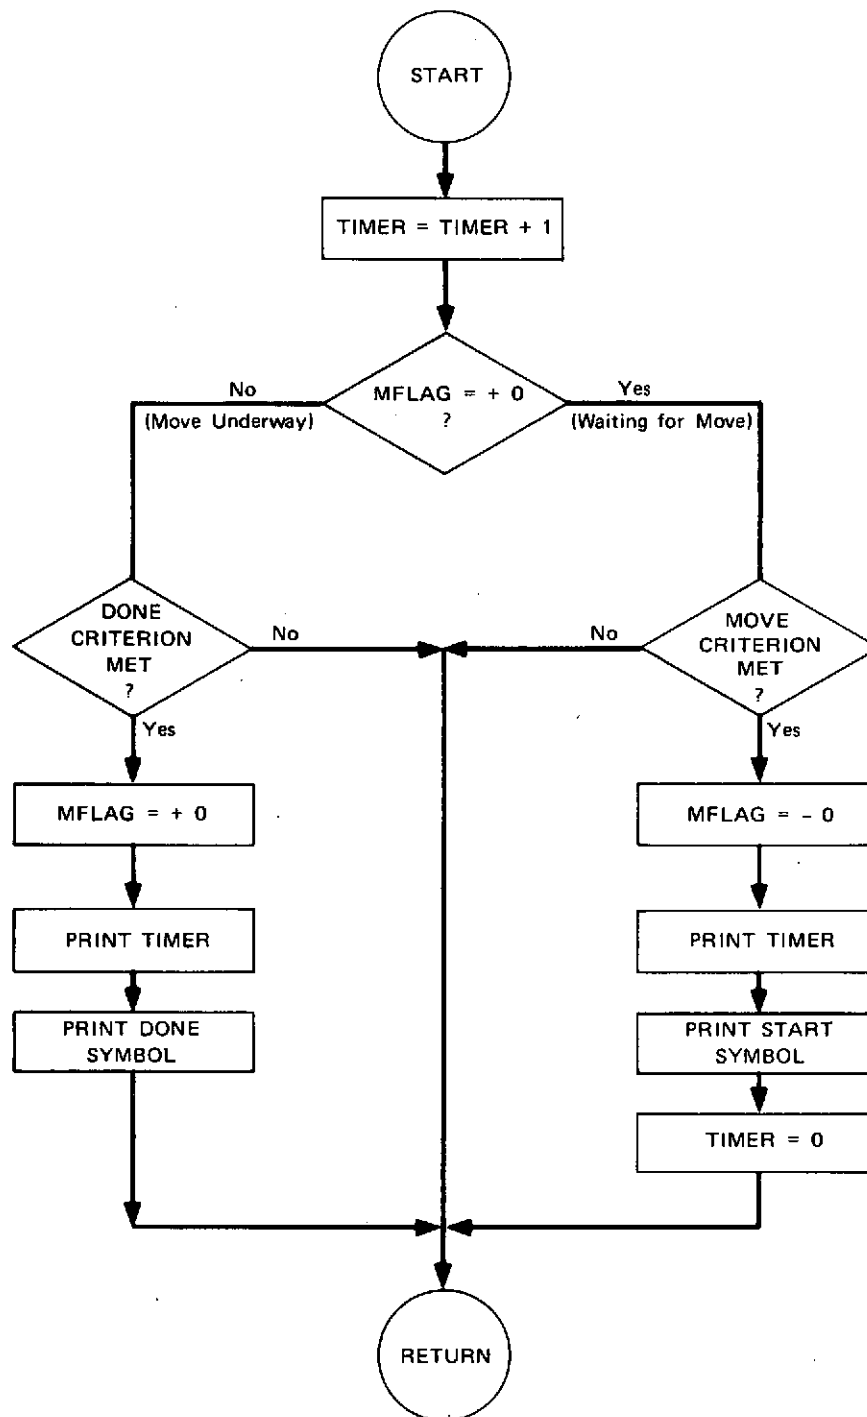 START
TIMER = TIMER + 1
MFLAG = + 0
?
No
(Move Underway)
Yes
(Waiting for Move)
DONE
CRITERION
MET
?
No
Yes
No
MOVE
CRITERION
MET
?
Yes
MFLAG = + 0
PRINT TIMER
PRINT DONE
SYMBOL
MFLAG = - 0
PRINT TIMER
PRINT START
SYMBOL
TIMER = 0
RETURN